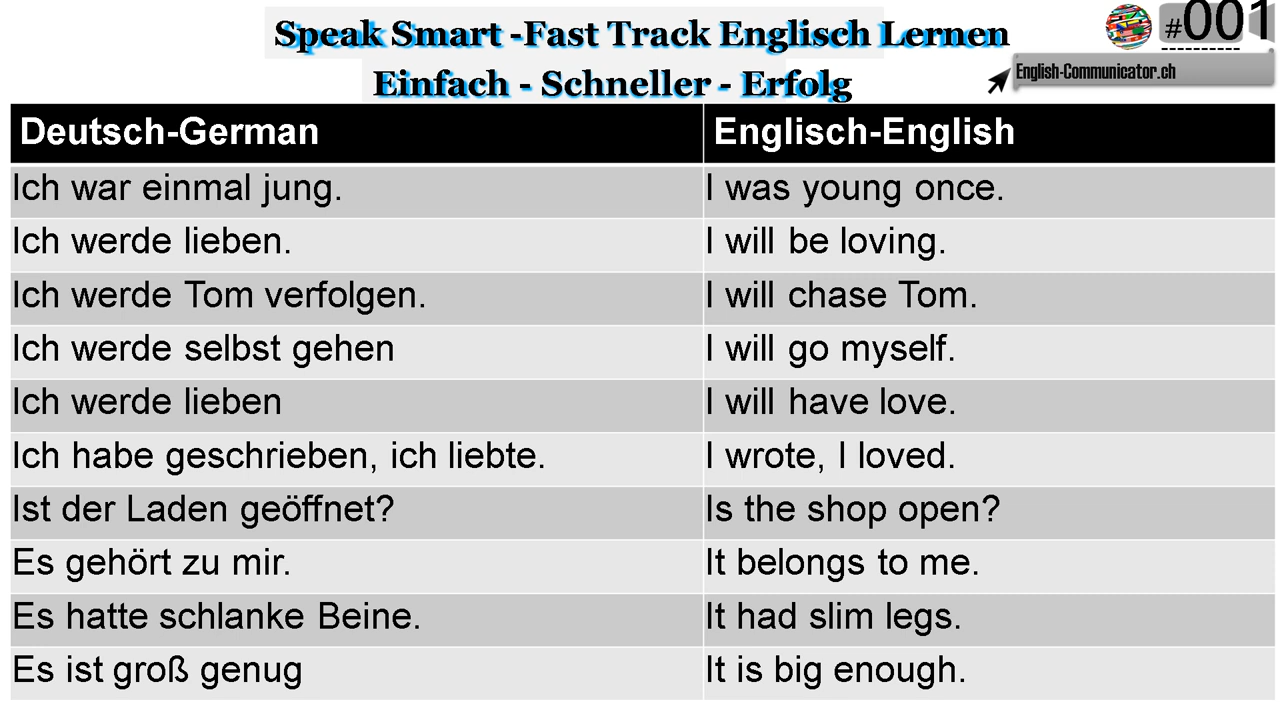 Speak Smart -Fast Track Englisch Lernen
Einfach - Schneller - Erfolg
#001
English-Communicator.ch
Deutsch-German Englisch-English
Ich war einmal jung. I was young once.
Ich werde lieben. I will be loving.
Ich werde Tom verfolgen. I will chase Tom.
Ich werde selbst gehen I will go myself.
Ich werde lieben I will have love.
Ich habe geschrieben, ich liebte. I wrote, I loved.
Ist der Laden geöffnet? Is the shop open?
Es gehört zu mir. It belongs to me.
Es hatte schlanke Beine. It had slim legs.
Es ist groß genug It is big enough.